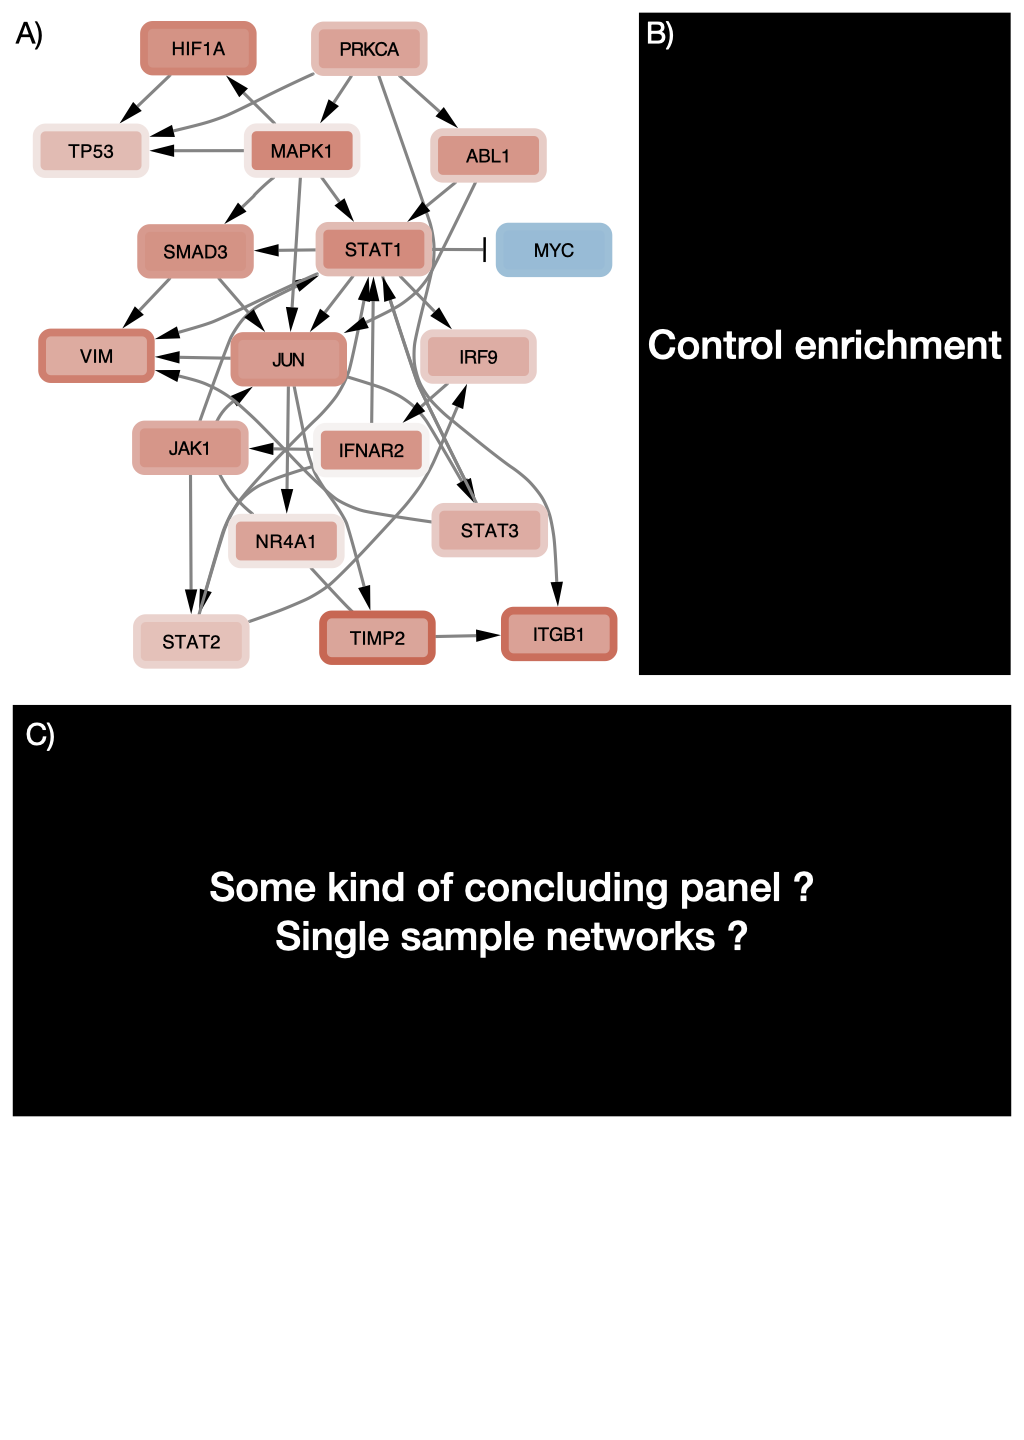 A)
HIF1A
PRKCA
TP53
MAPK1
ABL1
SMAD3
STAT1
MYC
VIM
JUN
IRF9
JAK1
IFNAR2
NR4A1
STAT3
STAT2
TIMP2
ITGB1
B)
Control enrichment
C)
Some kind of concluding panel ?
Single sample networks ?